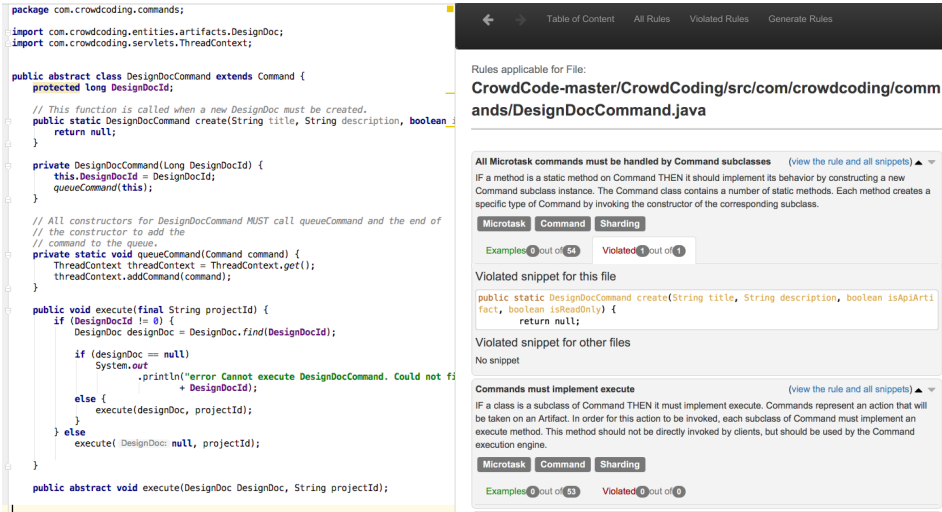 package com.crowdcoding.commands;
import com.crowdcoding.entities.artifacts.DesignDoc;
import com.crowdcoding.servlets.ThreadContext;
public abstract class DesignDocCommand extends Command {
protected long DesignDocId;
// This function is called when a new DesignDoc must be created.
public static DesignDocCommand create(String title, String description, boolean i
return null;
}
private DesignDocCommand(Long DesignDocId) {
this.DesignDocId = DesignDocId;
queueCommand(this);
}
// All constructors for DesignDocCommand MUST call queueCommand and the end of
// the constructor to add the
// command to the queue.
private static void queueCommand(Command command) {
ThreadContext threadContext = ThreadContext.get();
threadContext.addCommand(command);
}
public void execute(final String projectId) {
if (DesignDocId != 0) {
DesignDoc designDoc = DesignDoc.find(DesignDocId);
if (designDoc == null)
System.out
.println("error Cannot execute DesignDocCommand. Could not fi
+ DesignDocId);
else {
execute(designDoc, projectId);
}
} else
execute( DesignDoc: null, projectId);
}
public abstract void execute(DesignDoc DesignDoc, String projectId);
Table of Content All Rules Violated Rules Generate Rules
Rules applicable for File:
CrowdCode-master/CrowdCoding/src/com/crowdcoding/comm
ands/DesignDocCommand.java
All Microtask commands must be handled by Command subclasses (view the rule and all snippets)
IF a method is a static method on Command THEN it should implement its behavior by constructing a new
Command subclass instance. The Command class contains a number of static methods. Each method creates a
specific type of Command by invoking the constructor of the corresponding subclass.
Microtask Command Sharding
Examples 0 out of 54 Violated 1 out of 1
Violated snippet for this file
public static DesignDocCommand create(String title, String description, boolean isApiArti
fact, boolean isReadOnly) {
return null;
Violated snippet for other files
No snippet
Commands must implement execute (view the rule and all snippets)
IF a class is a subclass of Command THEN it must implement execute. Commands represent an action that will
be taken on an Artifact. In order for this action to be invoked, each subclass of Command must implement an
execute method. This method should not be directly invoked by clients, but should be used by the Command
execution engine.
Microtask Command Sharding
Examples 0 out of 53 Violated 0 out of 0